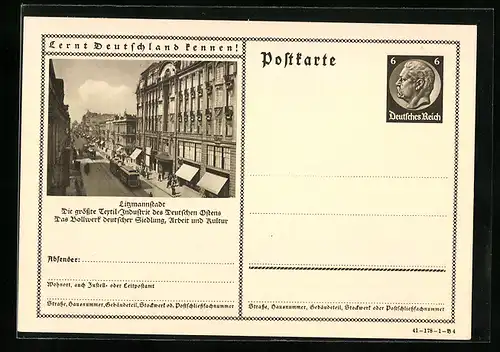 Lernt Deutschland kennen!
Postkarte
6 6
Deutsches Reich
Litzmannstadt
Die größte Textil-Industrie des Deutschen Ostens
Das Bollwerk deutscher Siedlung, Arbeit und Kultur
Absender:
Wohnort, auch Zustell- oder Leitpostamt
Straße, Hausnummer, Gebäudeteil, Stockwerk od. Postschließfachnummer
Straße, Hausnummer, Gebäudeteil, Stockwerk oder Postschließfachnummer
41-178-1-B4